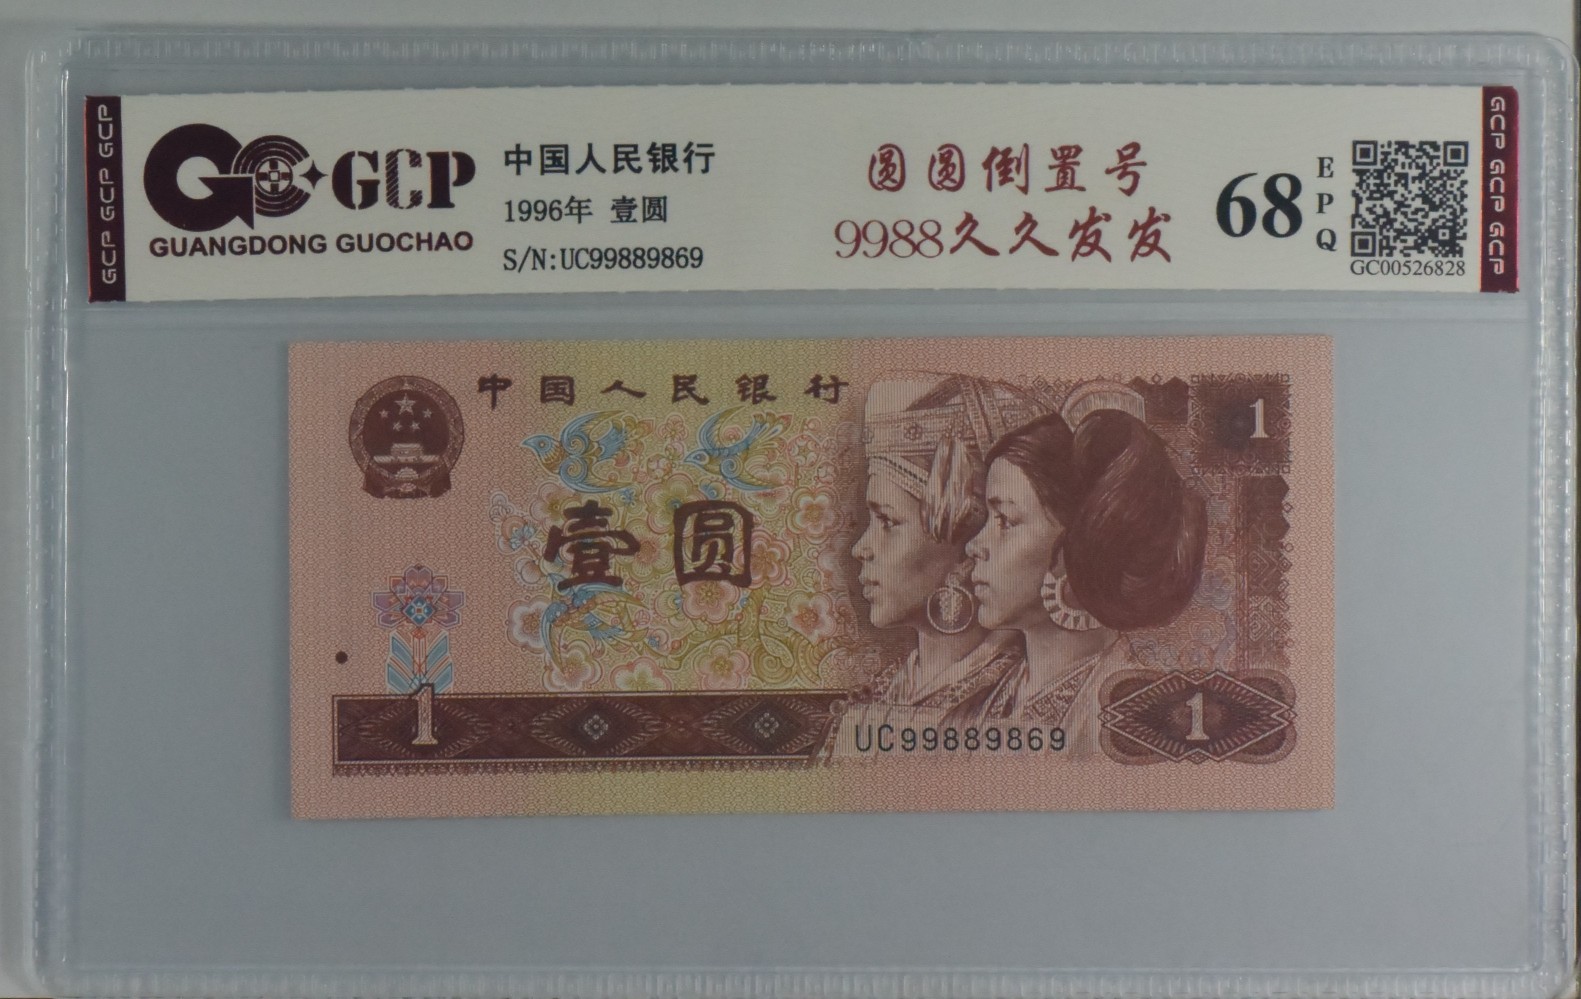 GCP GCP GCP
GCP
GUANGDONG GUOCHAO
中国人民银行
1996年 壹圆
S/N:UC99889869
圆圆倒置号
9988久久发发
68
EPQ
GC00526828
GCP GCP GCP
中国人民银行
1
壹圆
1
UC99889869
1